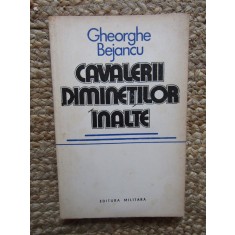 Gheorghe
Bejancu
CAVALERII
DIMINEȚILOR
ÎNALTE
EDITURA MILITARĂ